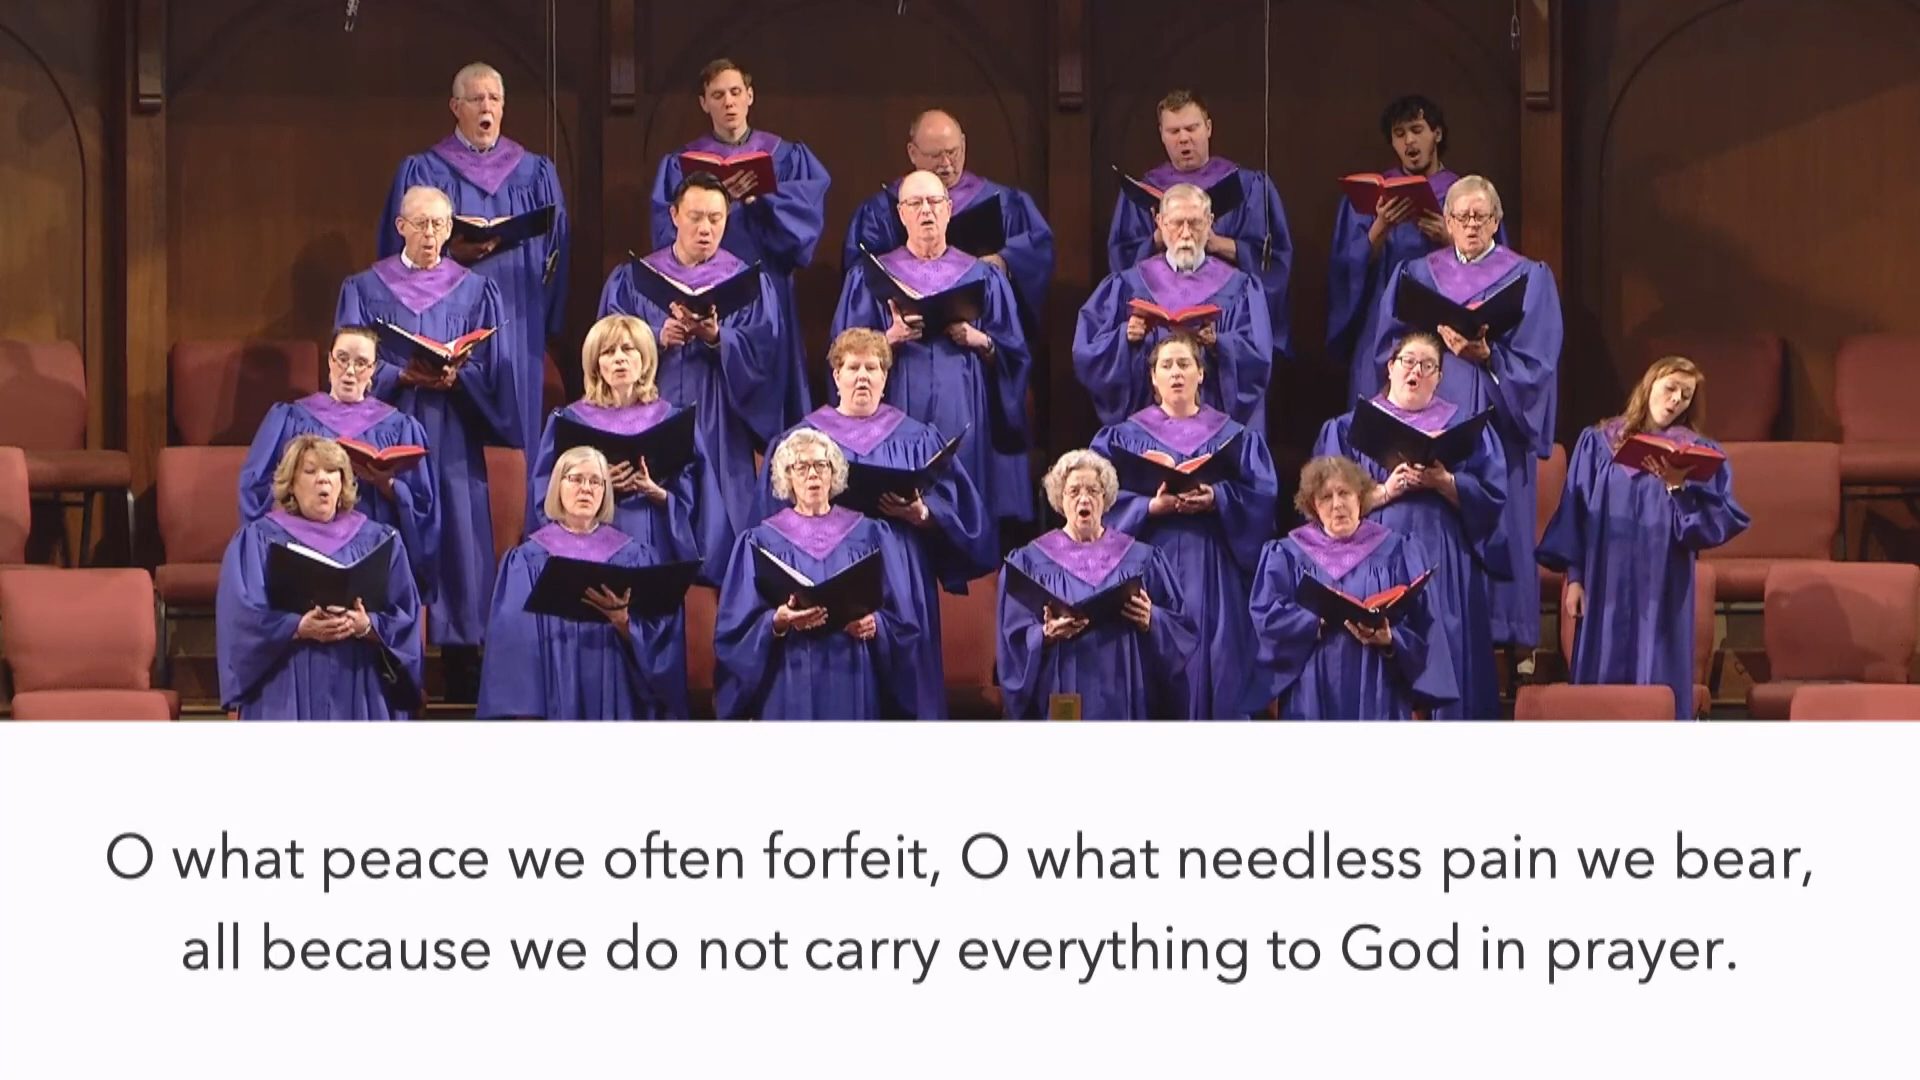 O what peace we often forfeit, O what needless pain we bear,
all because we do not carry everything to God in prayer.